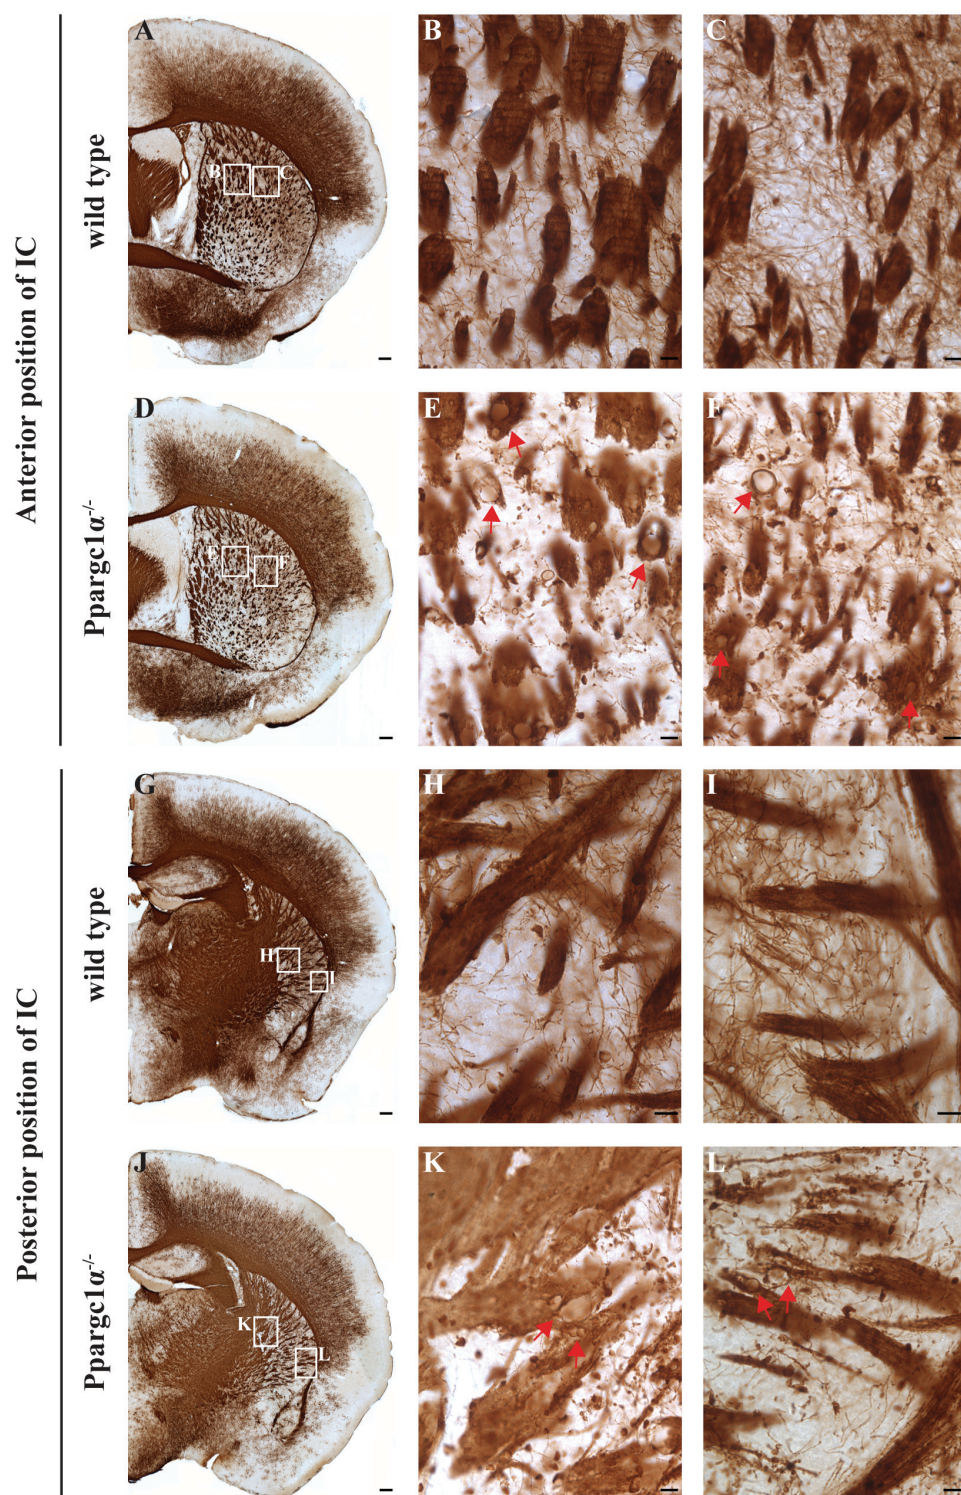 Anterior position of IC
wild type
A
B
C
B
C
Ppargc1α-/-
D
E
F
E
F
Posterior position of IC
wild type
G
H
I
H
I
Ppargc1α-/-
J
K
L
K
L